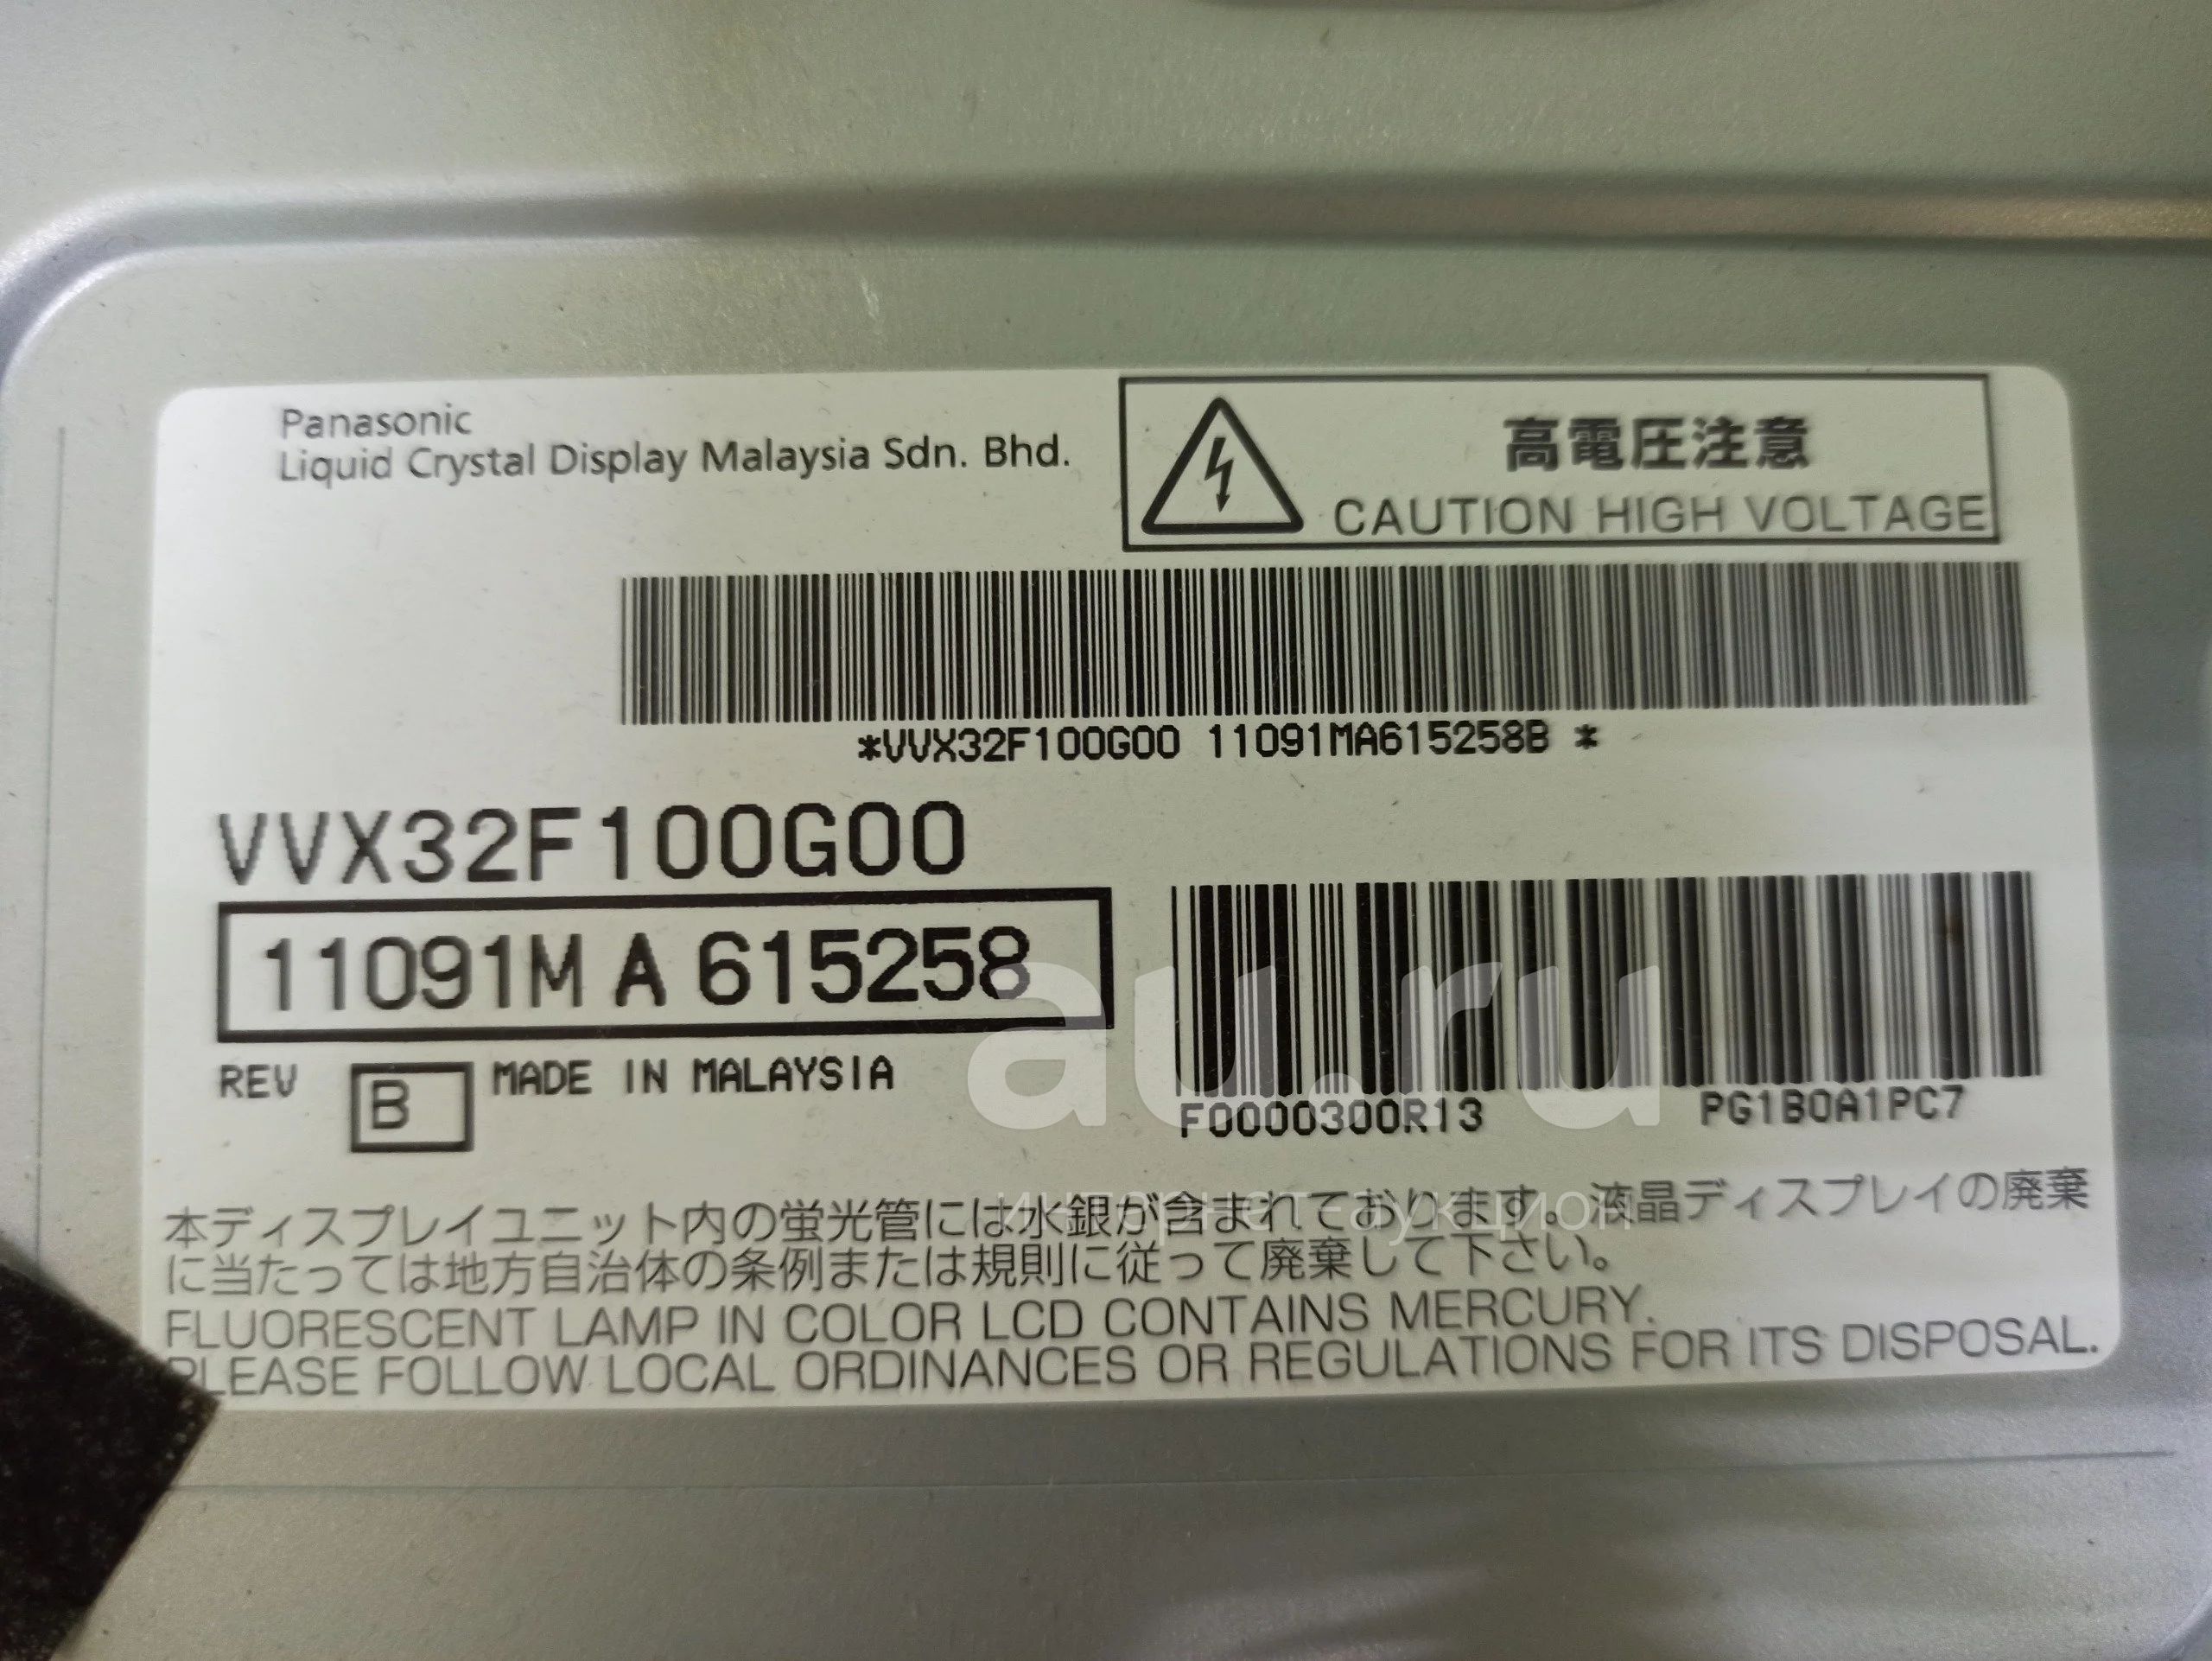 Panasonic
Liquid Crystal Display Malaysia Sdn. Bhd.
高電圧注意
CAUTION HIGH VOLTAGE
*VVX32F100G00 11091MA615258B *
VVX32F100G00
11091M A 615258
REV B MADE IN MALAYSIA
F0000300R13 PG1B0A1PC7
au.ru
интернет-аукцион
本ディスプレイユニット内の蛍光管には水銀が含まれております。液晶ディスプレイの廃棄
に当たっては地方自治体の条例または規則に従って廃棄して下さい。
FLUORESCENT LAMP IN COLOR LCD CONTAINS MERCURY.
PLEASE FOLLOW LOCAL ORDINANCES OR REGULATIONS FOR ITS DISPOSAL.